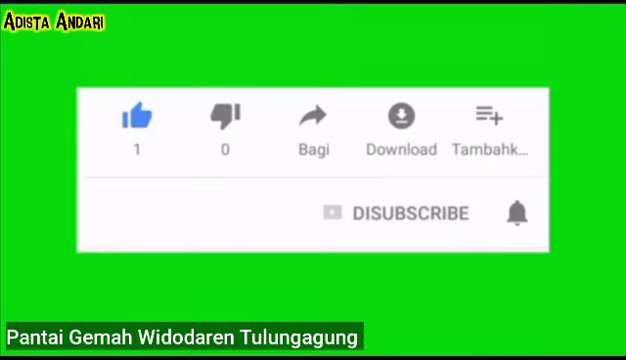 Adista Andari
1 0 Bagi Download Tambahk...
DISUBSCRIBE
Pantai Gemah Widodaren Tulungagung